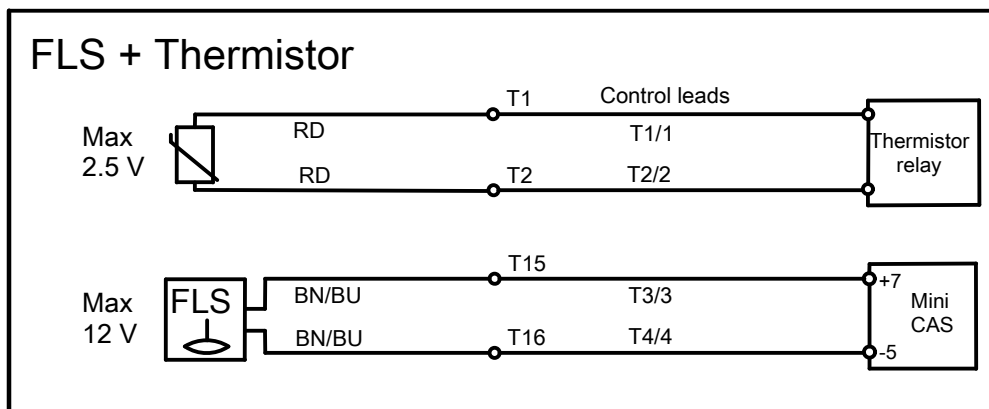 FLS + Thermistor
T1
Control leads
Max
2.5 V
RD
T1/1
Thermistor
relay
RD
T2
T2/2
T15
Max
12 V
FLS
BN/BU
T3/3
+7
Mini
CAS
BN/BU
T16
T4/4
-5